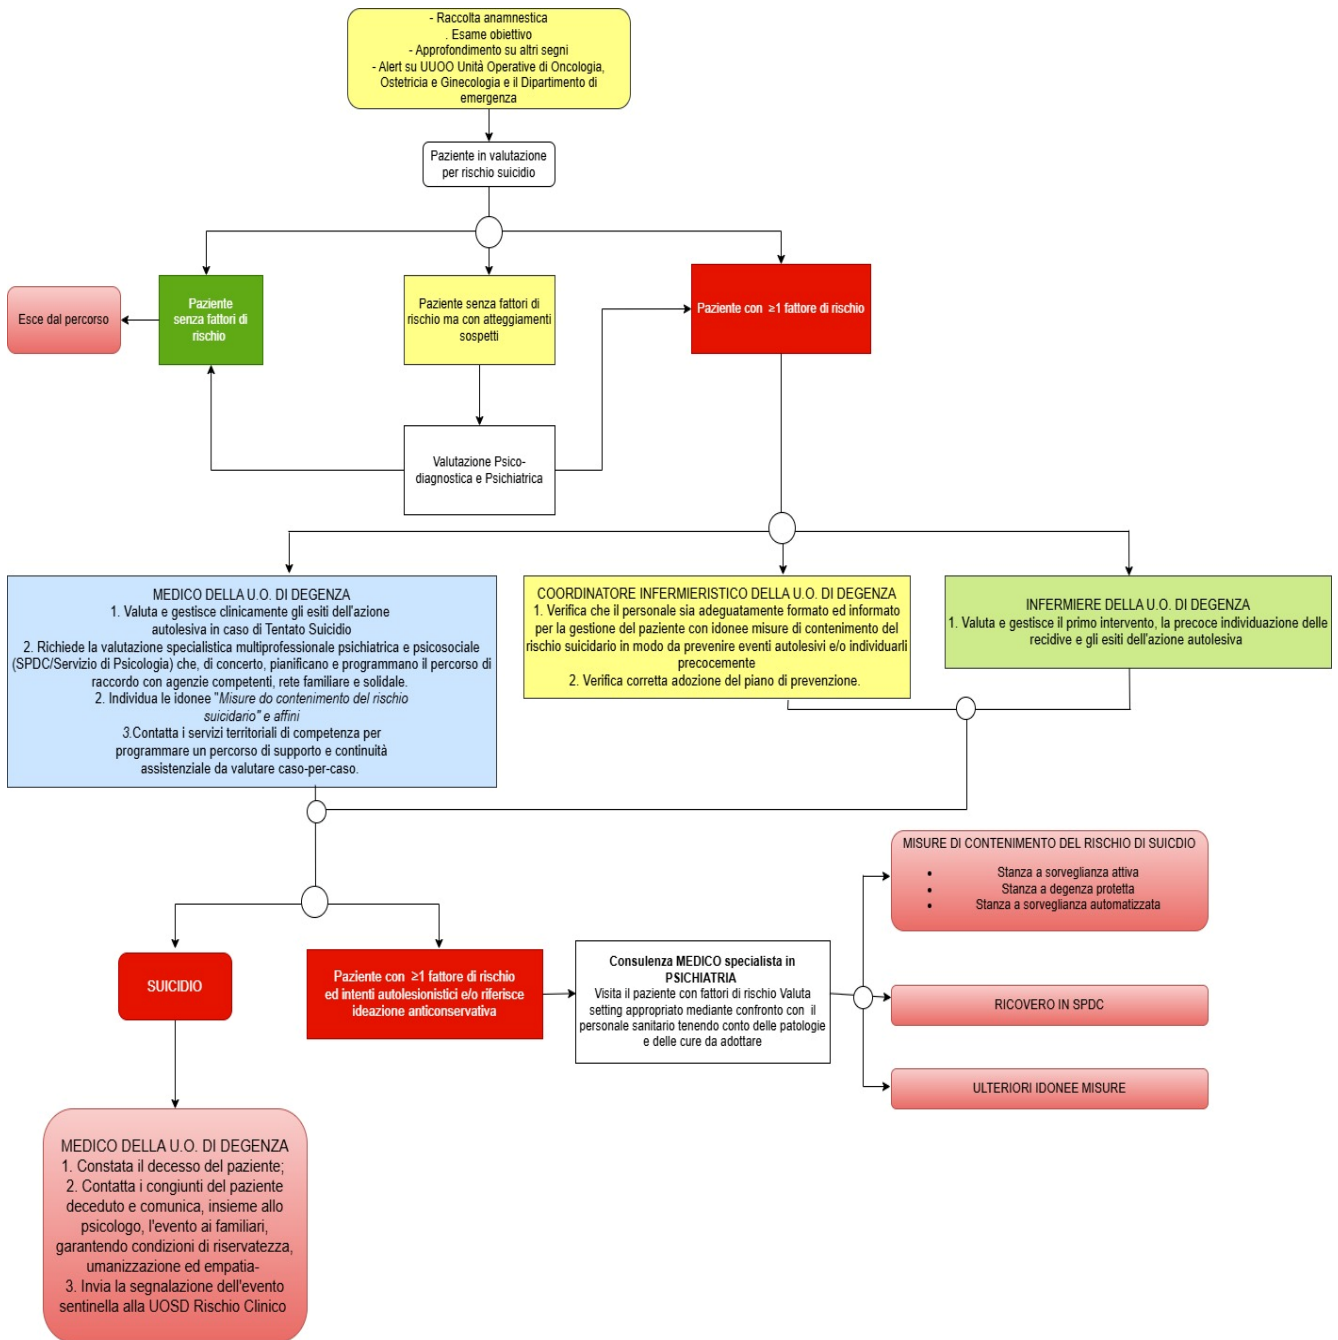 - Raccolta anamnestica
. Esame obiettivo
- Approfondimento su altri segni
- Alert su UUOO Unità Operative di Oncologia,
Ostetricia e Ginecologia e il Dipartimento di
emergenza
Paziente in valutazione
per rischio suicidio
Esce dal percorso
Paziente
senza fattori di
rischio
Paziente senza fattori di
rischio ma con atteggiamenti
sospetti
Paziente con ≥1 fattore di rischio
Valutazione Psico-
diagnostica e Psichiatrica
MEDICO DELLA U.O. DI DEGENZA
1. Valuta e gestisce clinicamente gli esiti dell'azione
autolesiva in caso di Tentato Suicidio
2. Richiede la valutazione specialistica multiprofessionale psichiatrica e psicosociale
(SPDC/Servizio di Psicologia) che, di concerto, pianificano e programmano il percorso di
raccordo con agenzie competenti, rete familiare e solidale.
2. Individua le idonee "Misure do contenimento del rischio
suicidario" e affini
3.Contatta i servizi territoriali di competenza per
programmare un percorso di supporto e continuità
assistenziale da valutare caso-per-caso.
COORDINATORE INFERMIERISTICO DELLA U.O. DI DEGENZA
1. Verifica che il personale sia adeguatamente formato ed informato
per la gestione del paziente con idonee misure di contenimento del
rischio suicidario in modo da prevenire eventi autolesivi e/o individuarli
precocemente
2. Verifica corretta adozione del piano di prevenzione.
INFERMIERE DELLA U.O. DI DEGENZA
1. Valuta e gestisce il primo intervento, la precoce individuazione delle
recidive e gli esiti dell'azione autolesiva
SUICIDIO
Paziente con ≥1 fattore di rischio
ed intenti autolesionistici e/o riferisce
ideazione anticonservativa
Consulenza MEDICO specialista in
PSICHIATRIA
Visita il paziente con fattori di rischio Valuta
setting appropriato mediante confronto con il
personale sanitario tenendo conto delle patologie
e delle cure da adottare
MISURE DI CONTENIMENTO DEL RISCHIO DI SUICDIO
• Stanza a sorveglianza attiva
• Stanza a degenza protetta
• Stanza a sorveglianza automatizzata
RICOVERO IN SPDC
ULTERIORI IDONEE MISURE
MEDICO DELLA U.O. DI DEGENZA
1. Constata il decesso del paziente;
2. Contatta i congiunti del paziente
deceduto e comunica, insieme allo
psicologo, l'evento ai familiari,
garantendo condizioni di riservatezza,
umanizzazione ed empatia-
3. Invia la segnalazione dell'evento
sentinella alla UOSD Rischio Clinico